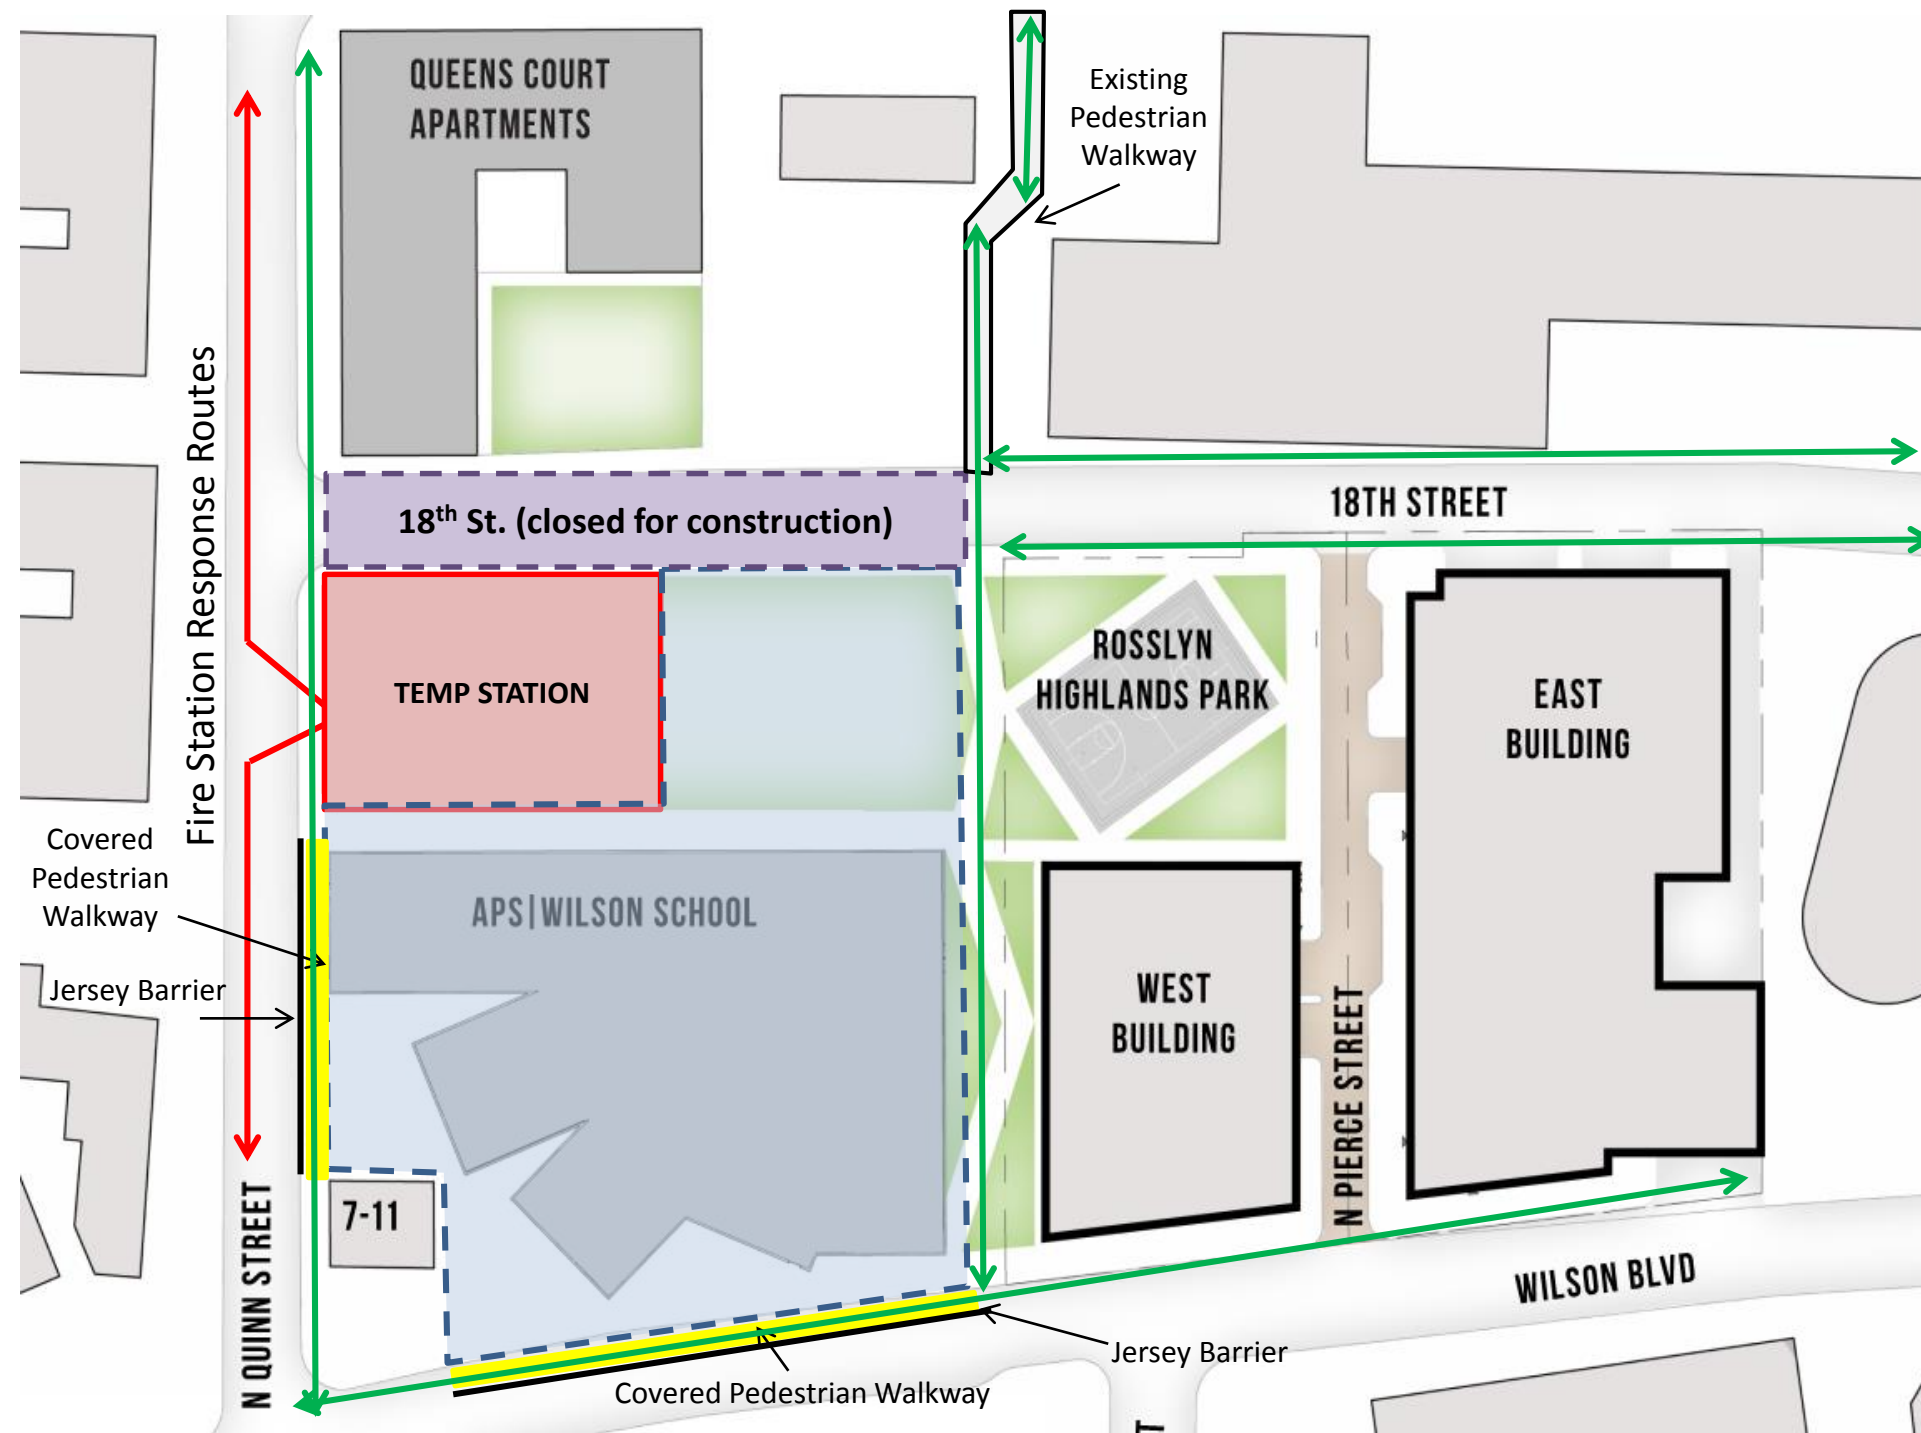 QUEENS COURT
APARTMENTS
Existing
Pedestrian
Walkway
Fire Station Response Routes
18th St. (closed for construction)
18TH STREET
TEMP STATION
ROSSLYN
HIGHLANDS PARK
EAST
BUILDING
Covered
Pedestrian
Walkway
APS|WILSON SCHOOL
Jersey Barrier
WEST
BUILDING
N PIERCE STREET
7-11
N QUINN STREET
WILSON BLVD
Jersey Barrier
Covered Pedestrian Walkway
T